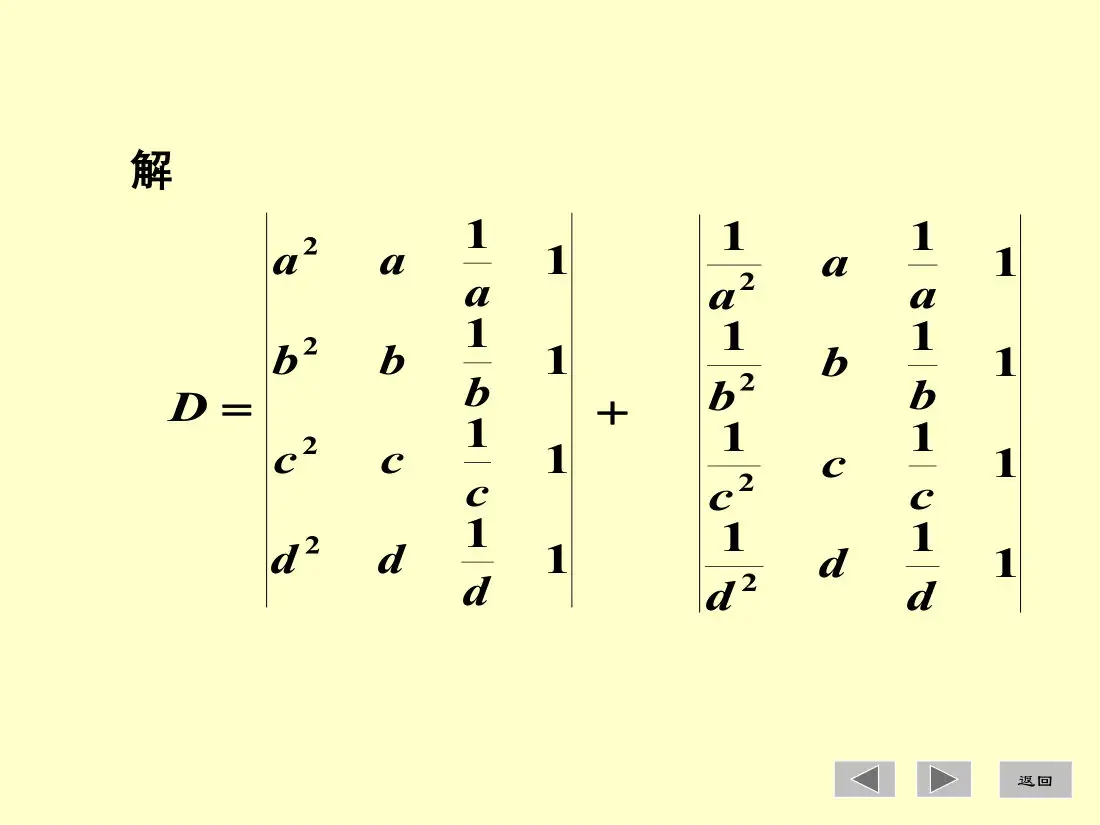 解
D = | a² a 1/a 1 | + | 1/a² a 1/a 1 |
| b² b 1/b 1 | | 1/b² b 1/b 1 |
| c² c 1/c 1 | | 1/c² c 1/c 1 |
| d² d 1/d 1 | | 1/d² d 1/d 1 |
返回